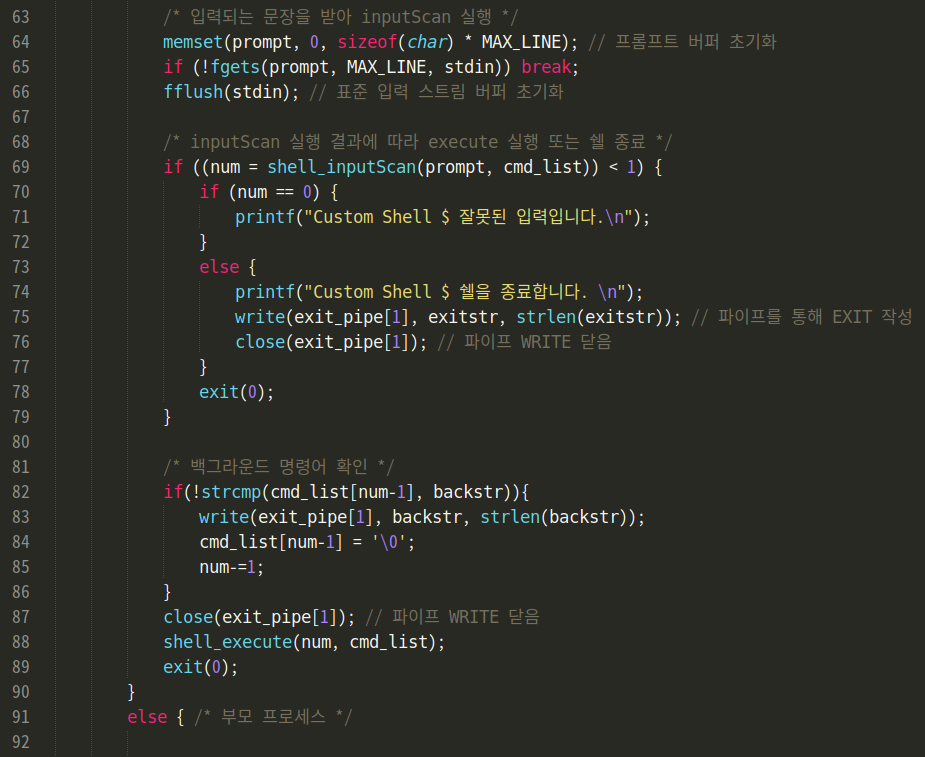 63 /* 입력되는 문장을 받아 inputScan 실행 */
64 memset(prompt, 0, sizeof(char) * MAX_LINE); // 프롬프트 버퍼 초기화
65 if (!fgets(prompt, MAX_LINE, stdin)) break;
66 fflush(stdin); // 표준 입력 스트림 버퍼 초기화
67
68 /* inputScan 실행 결과에 따라 execute 실행 또는 쉘 종료 */
69 if ((num = shell_inputScan(prompt, cmd_list)) < 1) {
70 if (num == 0) {
71 printf("Custom Shell $ 잘못된 입력입니다.\n");
72 }
73 else {
74 printf("Custom Shell $ 쉘을 종료합니다. \n");
75 write(exit_pipe[1], exitstr, strlen(exitstr)); // 파이프를 통해 EXIT 작성
76 close(exit_pipe[1]); // 파이프 WRITE 닫음
77 }
78 exit(0);
79 }
80
81 /* 백그라운드 명령어 확인 */
82 if(!strcmp(cmd_list[num-1], backstr)){
83 write(exit_pipe[1], backstr, strlen(backstr));
84 cmd_list[num-1] = '\0';
85 num-=1;
86 }
87 close(exit_pipe[1]); // 파이프 WRITE 닫음
88 shell_execute(num, cmd_list);
89 exit(0);
90 }
91 else { /* 부모 프로세스 */
92